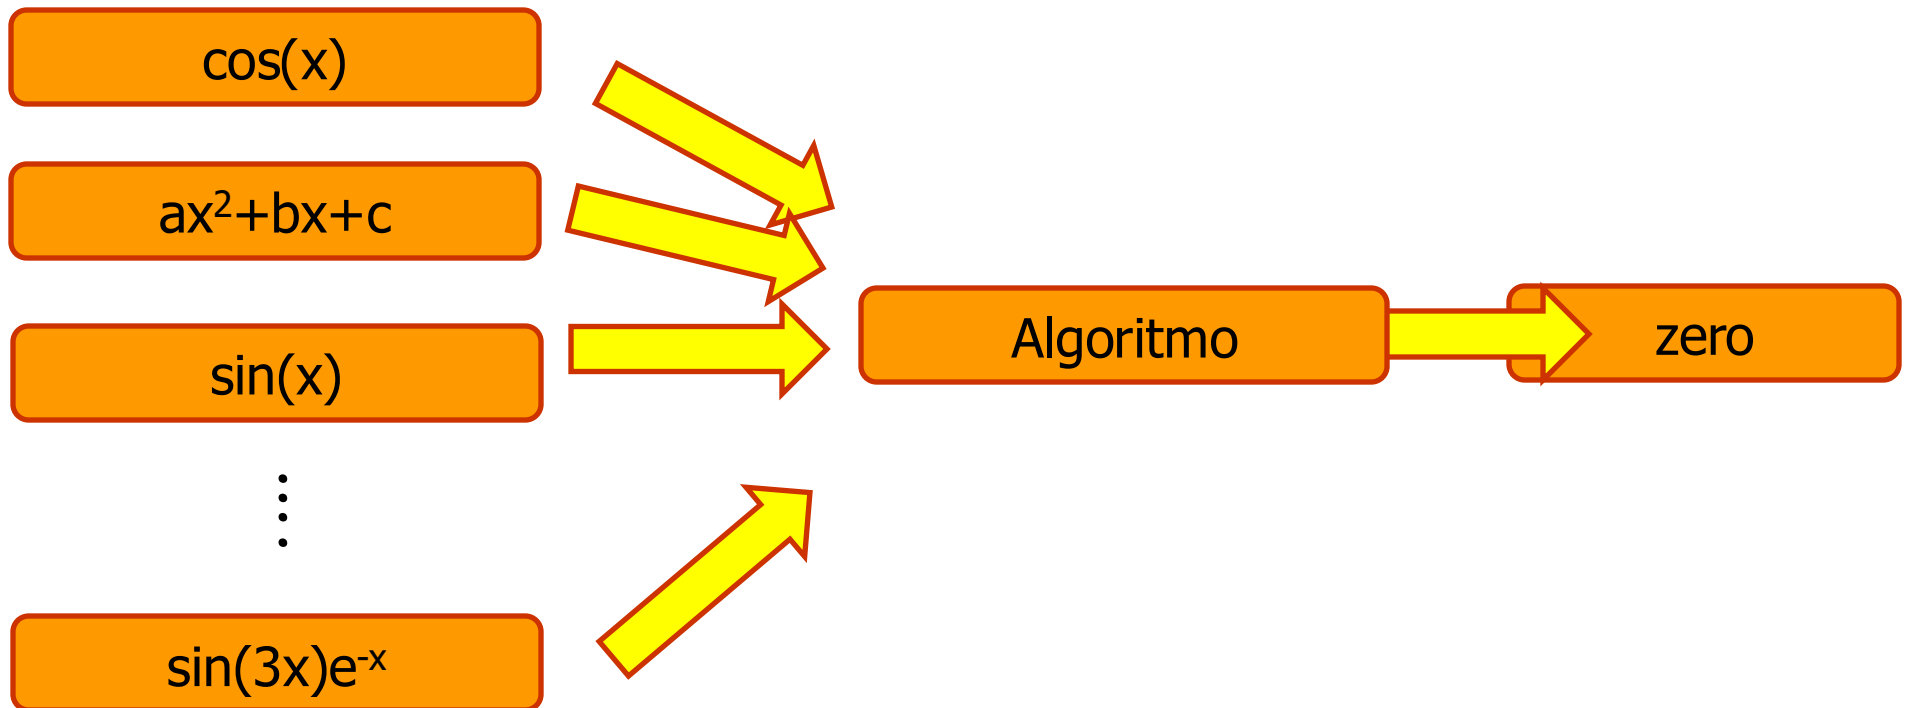 cos(x)
ax²+bx+c
sin(x)
Algoritmo
zero
sin(3x)e⁻ˣ